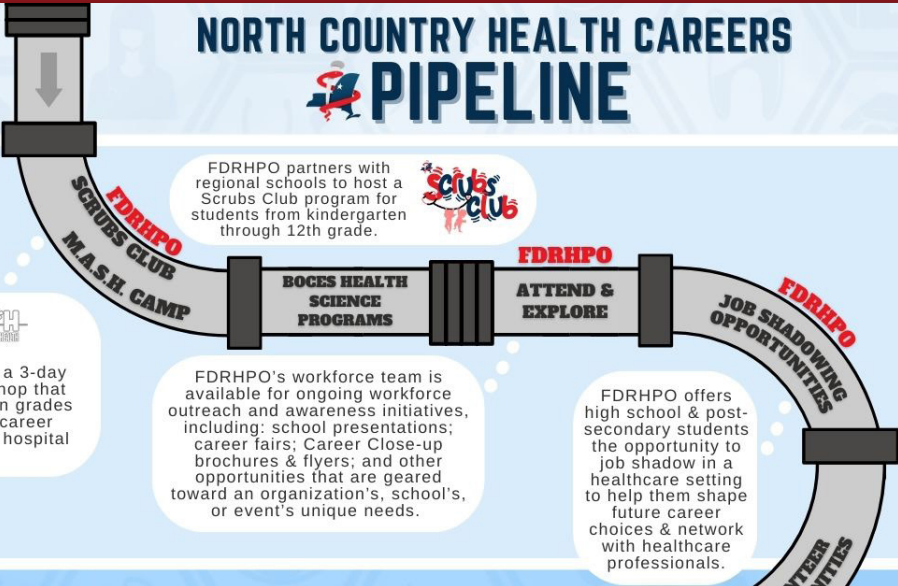 NORTH COUNTRY HEALTH CAREERS
PIPELINE
FDRHPO
SCRUBS CLUB
M.A.S.H. CAMP
FDRHPO partners with
regional schools to host a
Scrubs Club program for
students from kindergarten
through 12th grade.
Scrubs
Club
BOCES HEALTH
SCIENCE
PROGRAMS
FDRHPO
ATTEND &
EXPLORE
FDRHPO
JOB SHADOWING
OPPORTUNITIES
a 3-day
grades
career
hospital
FDRHPO's workforce team is
available for ongoing workforce
outreach and awareness initiatives,
including: school presentations;
career fairs; Career Close-up
brochures & flyers; and other
opportunities that are geared
toward an organization's, school's,
or event's unique needs.
FDRHPO offers
high school & post-
secondary students
the opportunity to
job shadow in a
healthcare setting
to help them shape
future career
choices & network
with healthcare
professionals.